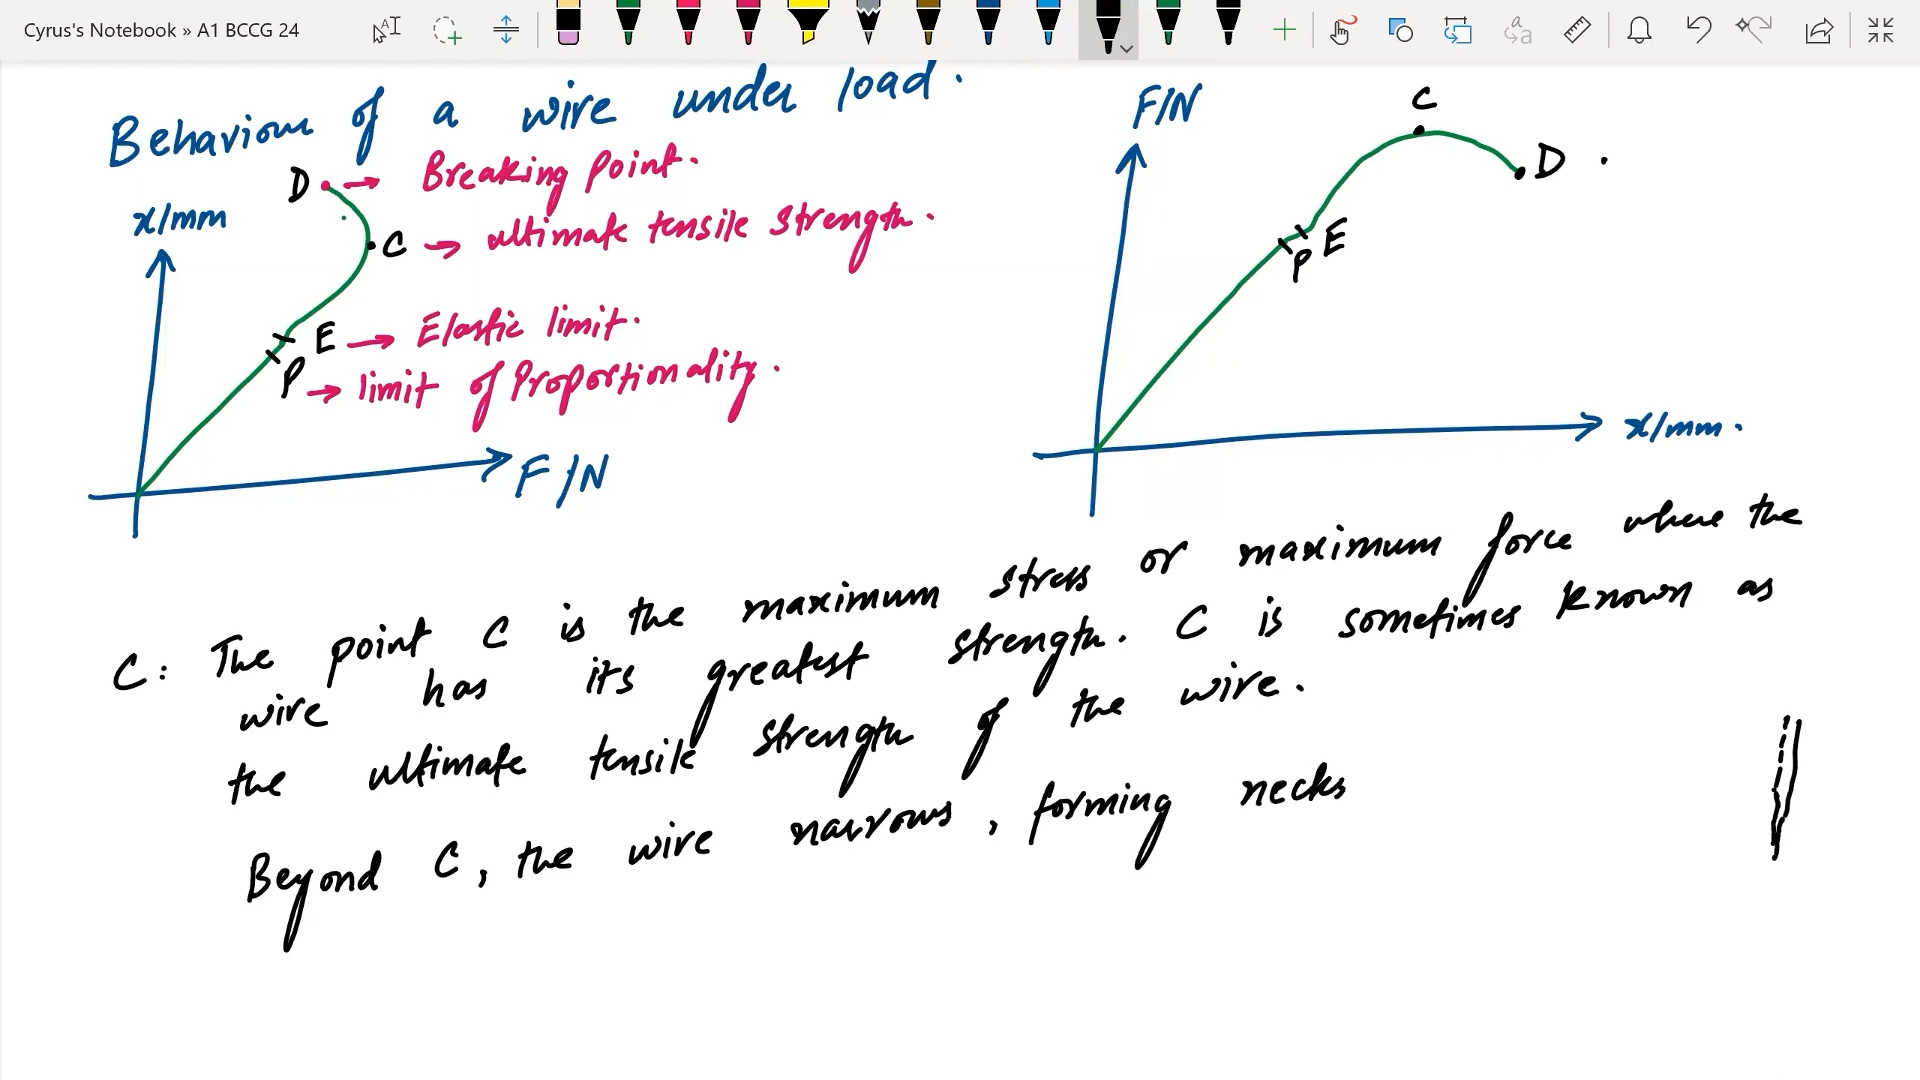 Cyrus's Notebook » A1 BCCG 24
Behaviour of a wire under load.
D → Breaking point.
x/mm
C → ultimate tensile strength.
E → Elastic limit.
P → limit of Proportionality.
F/N
F/N
C
D
E
P
x/mm.
C: The point C is the maximum stress or maximum force where the
wire has its greatest strength. C is sometimes known as
the ultimate tensile strength of the wire.
Beyond C, the wire narrows, forming necks